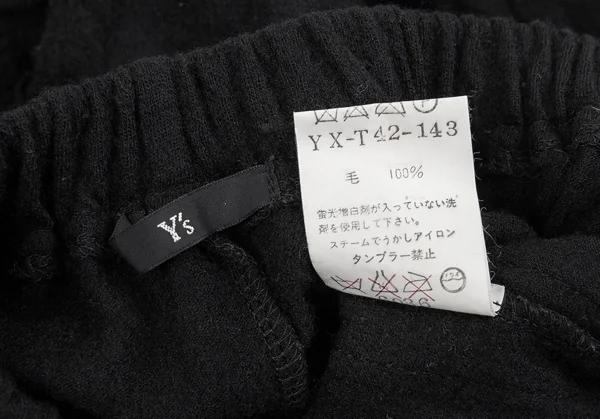 Y's
YX-T42-143
毛 100%
蛍光増白剤が入っていない洗
剤を使用して下さい。
スチームでうかしアイロン
タンブラー禁止